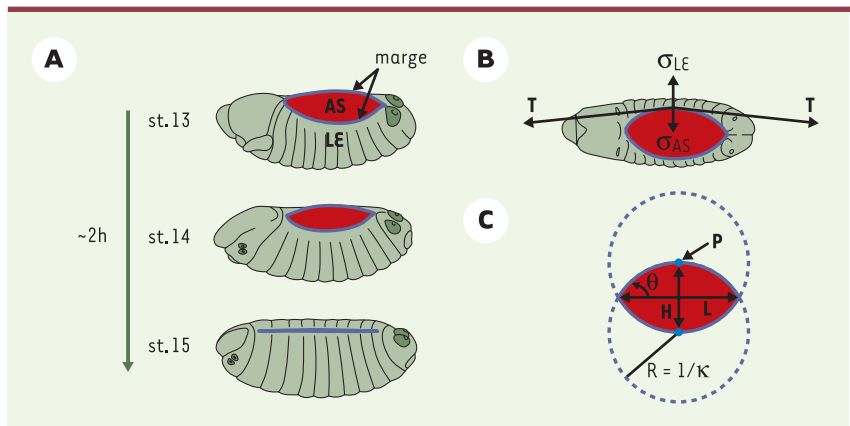 A
marge
AS
LE
st.13
~2h
st.14
st.15
B
σLE
T
T
σAS
C
P
θ
H
L
R = 1/κ